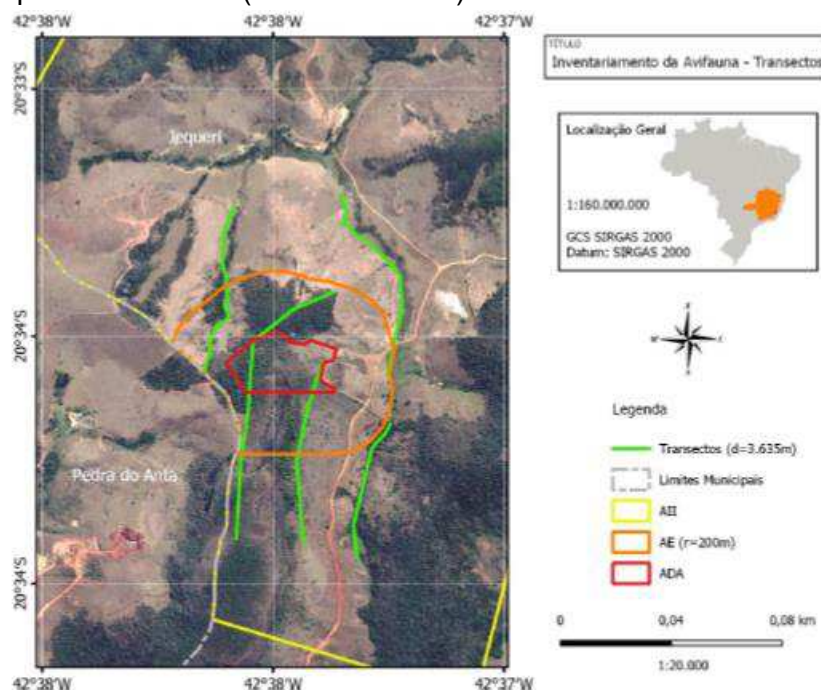 42°38'W 42°38'W 42°37'W
20°33'S
20°34'S
20°34'S
Jequeri
Pedra do Anta
42°38'W 42°38'W 42°37'W
TÍTULO
Inventariamento da Avifauna - Transectos
Localização Geral
1:160.000.000
GCS SIRGAS 2000
Datum: SIRGAS 2000
Legenda
Transectos (d=3.635m)
Limites Municipais
AII
AE (r=200m)
ADA
0 0,04 0,08 km
1:20.000